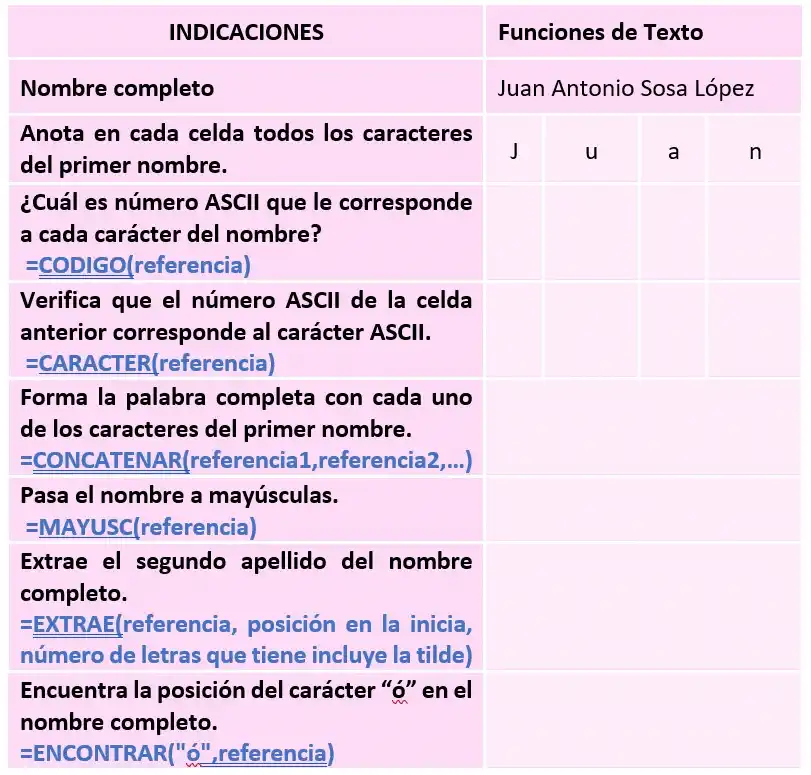 INDICACIONES Funciones de Texto
Nombre completo Juan Antonio Sosa López
Anota en cada celda todos los caracteres
del primer nombre.
J u a n
¿Cuál es número ASCII que le corresponde
a cada carácter del nombre?
=CODIGO(referencia)
Verifica que el número ASCII de la celda
anterior corresponde al carácter ASCII.
=CARACTER(referencia)
Forma la palabra completa con cada uno
de los caracteres del primer nombre.
=CONCATENAR(referencia1,referencia2,...)
Pasa el nombre a mayúsculas.
=MAYUSC(referencia)
Extrae el segundo apellido del nombre
completo.
=EXTRAE(referencia, posición en la inicia,
número de letras que tiene incluye la tilde)
Encuentra la posición del carácter “ó” en el
nombre completo.
=ENCONTRAR("ó",referencia)